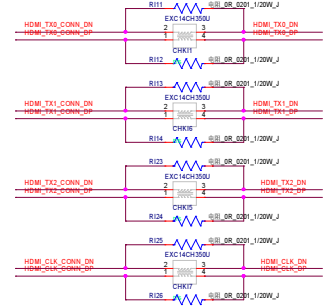 RI11 电阻_0R_0201_1/20W_J
EXC14CH350U
HDMI_TX0_CONN_DN 2 3 HDMI_TX0_DN
HDMI_TX0_CONN_DP 1 4 HDMI_TX0_DP
CHKI1
RI12 电阻_0R_0201_1/20W_J
RI13 电阻_0R_0201_1/20W_J
EXC14CH350U
HDMI_TX1_CONN_DN 2 3 HDMI_TX1_DN
HDMI_TX1_CONN_DP 1 4 HDMI_TX1_DP
CHKI6
RI14 电阻_0R_0201_1/20W_J
RI23 电阻_0R_0201_1/20W_J
EXC14CH350U
HDMI_TX2_CONN_DN 2 3 HDMI_TX2_DN
HDMI_TX2_CONN_DP 1 4 HDMI_TX2_DP
CHKI5
RI24 电阻_0R_0201_1/20W_J
RI25 电阻_0R_0201_1/20W_J
EXC14CH350U
HDMI_CLK_CONN_DN 2 3 HDMI_CLK_DN
HDMI_CLK_CONN_DP 1 4 HDMI_CLK_DP
CHKI7
RI26 电阻_0R_0201_1/20W_J